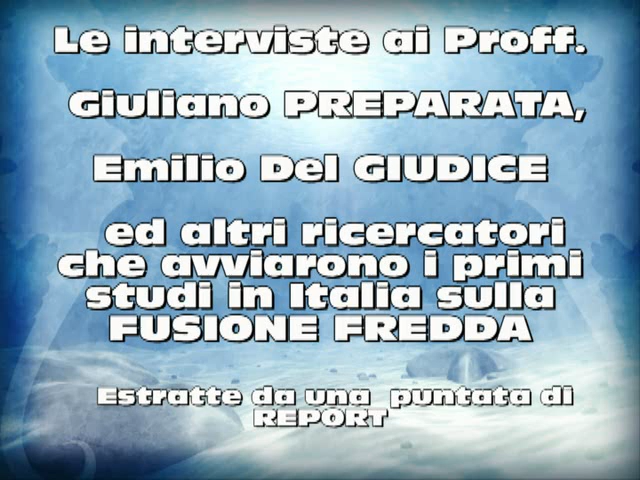 Le interviste ai Proff.
Giuliano PREPARATA,
Emilio Del GIUDICE
ed altri ricercatori
che avviarono i primi
studi in Italia sulla
FUSIONE FREDDA
Estratte da una puntata di
REPORT